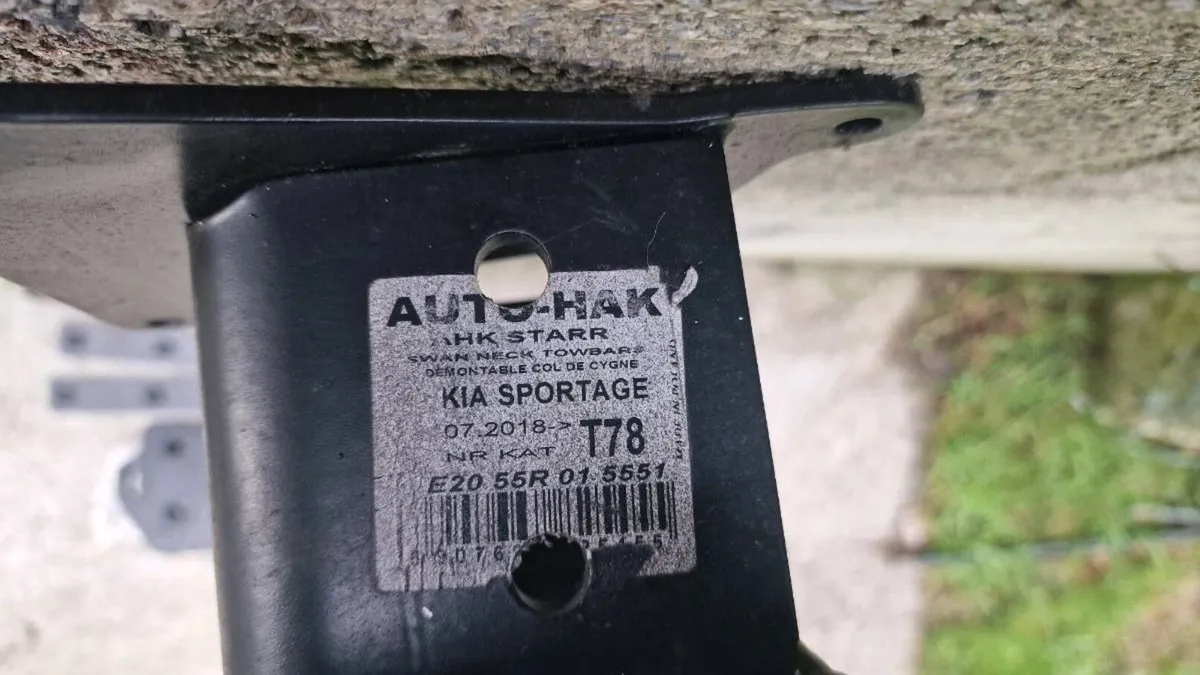 AUTO-HAK
AHK STARR
SWAN NECK TOWBARS
DEMONTABLE COL DE CYGNE
KIA SPORTAGE
07.2018->
NR KAT T78
E20 55R 01 5551